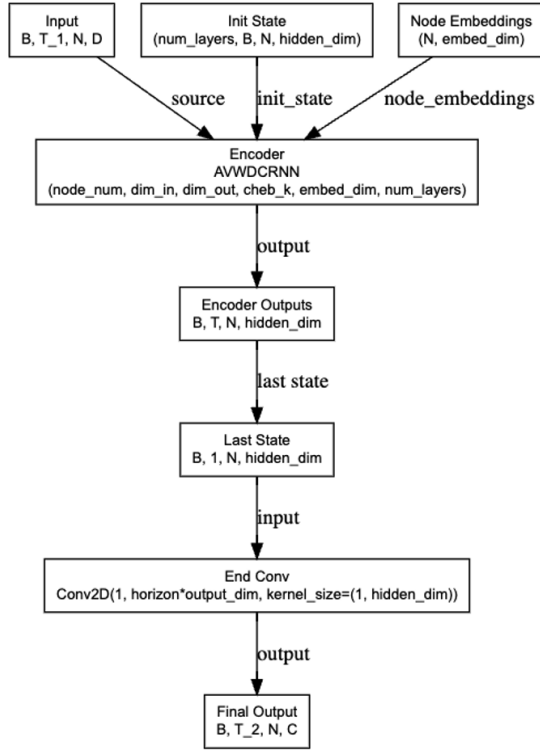 Input
B, T_1, N, D
Init State
(num_layers, B, N, hidden_dim)
Node Embeddings
(N, embed_dim)
source
init_state
node_embeddings
Encoder
AVWDCRNN
(node_num, dim_in, dim_out, cheb_k, embed_dim, num_layers)
output
Encoder Outputs
B, T, N, hidden_dim
last state
Last State
B, 1, N, hidden_dim
input
End Conv
Conv2D(1, horizon*output_dim, kernel_size=(1, hidden_dim))
output
Final Output
B, T_2, N, C